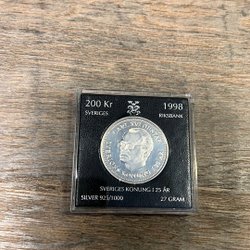 200 Kr
SVERIGES
1998
RIKSBANK
SVERIGES KONUNG I 25 ÅR
SILVER 925/1000
27 GRAM